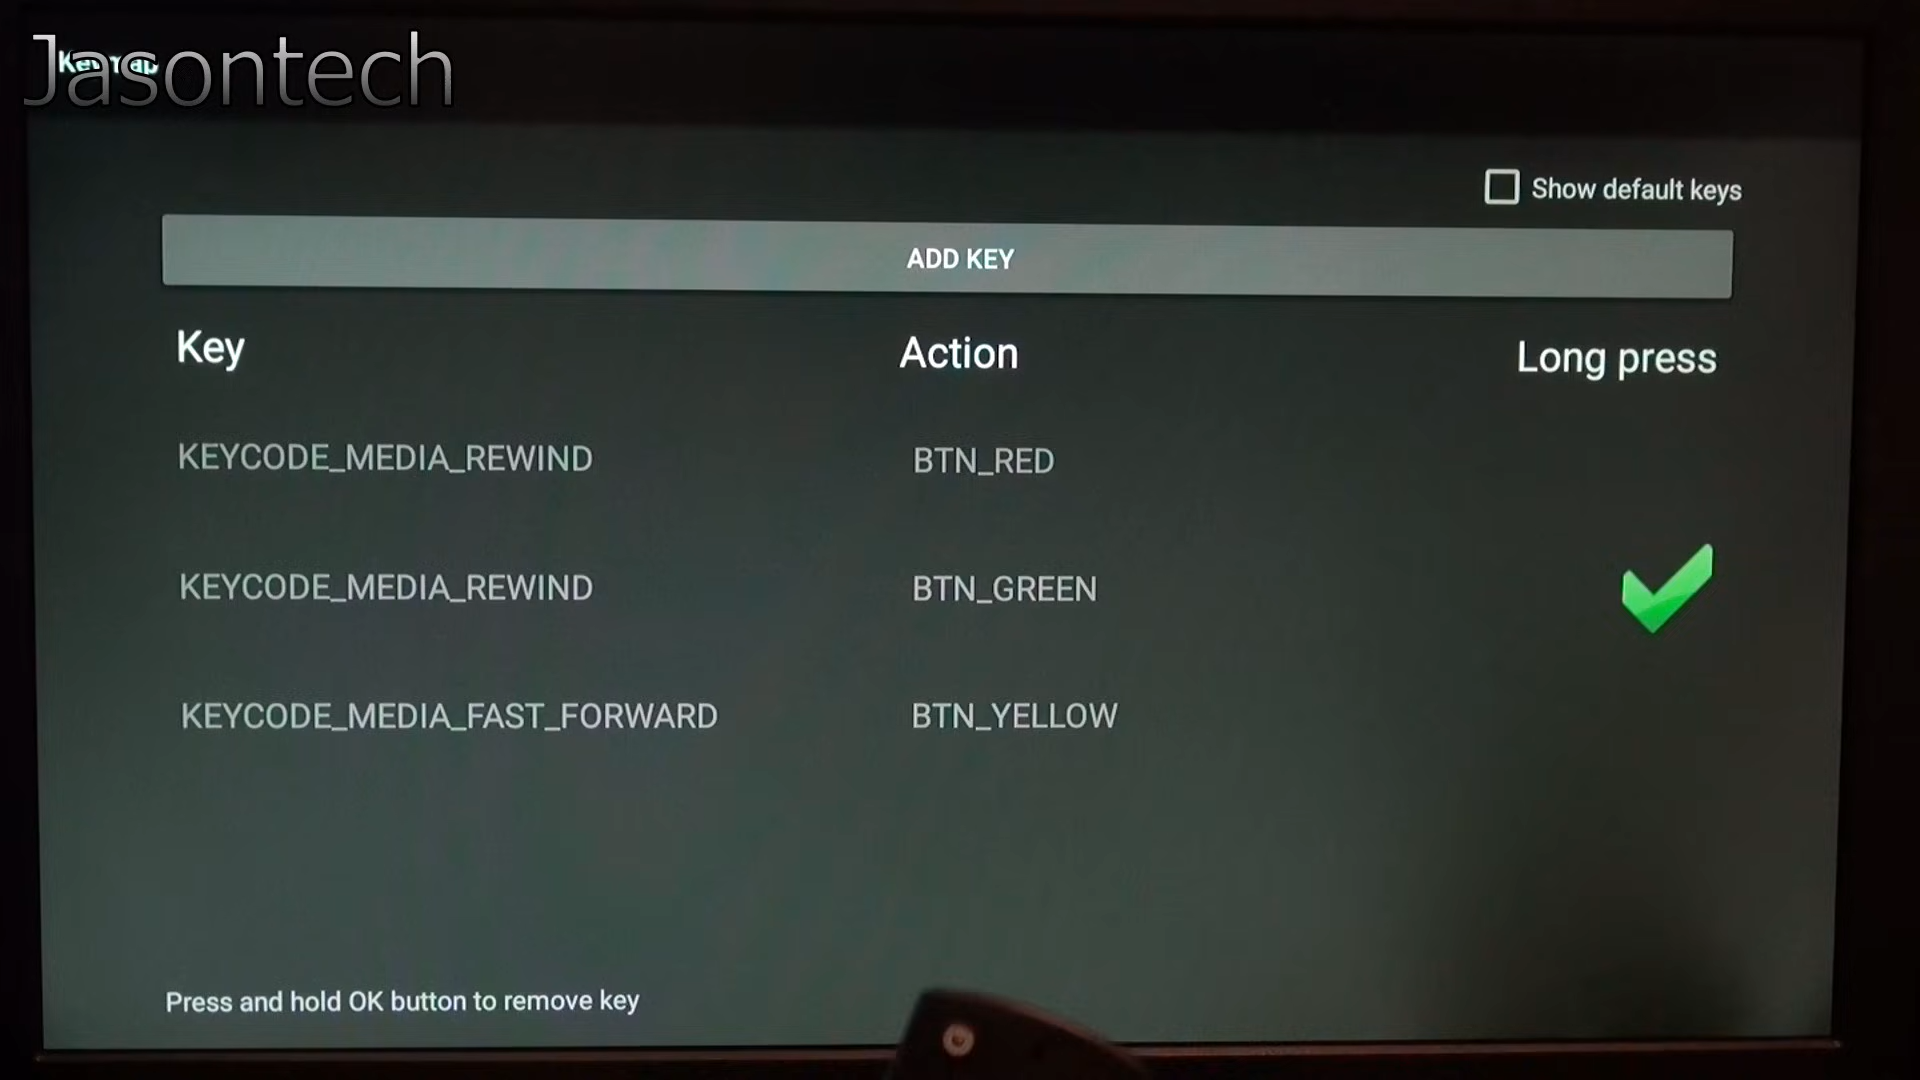 Jasontech
Keymap
Show default keys
ADD KEY
Key Action Long press
KEYCODE_MEDIA_REWIND BTN_RED
KEYCODE_MEDIA_REWIND BTN_GREEN
KEYCODE_MEDIA_FAST_FORWARD BTN_YELLOW
Press and hold OK button to remove key